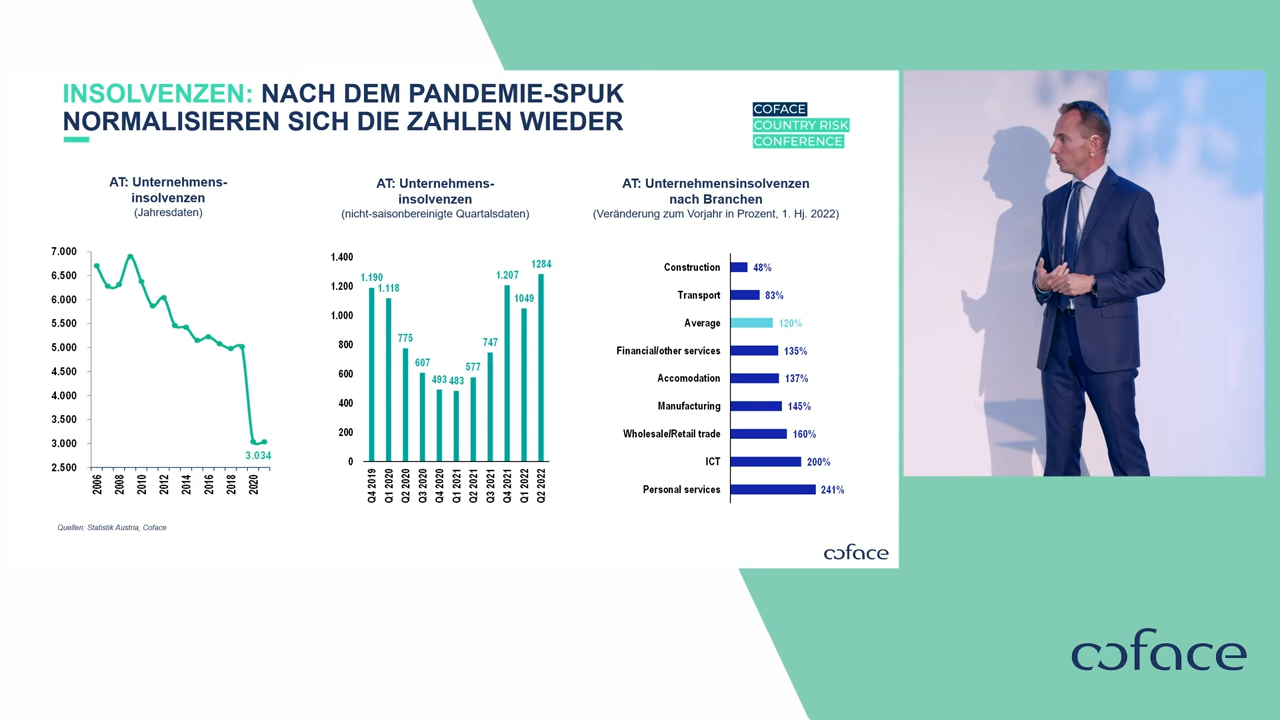 INSOLVENZEN: NACH DEM PANDEMIE-SPUK
NORMALISIEREN SICH DIE ZAHLEN WIEDER
COFACE
COUNTRY RISK
CONFERENCE
AT: Unternehmens-
insolvenzen
(Jahresdaten)
7.000
6.500
6.000
5.500
5.000
4.500
4.000
3.500
3.000
2.500
3.034
2006
2008
2010
2012
2014
2016
2018
2020
AT: Unternehmens-
insolvenzen
(nicht-saisonbereinigte Quartalsdaten)
1.400
1.200
1.000
800
600
400
200
0
1.190
1.118
775
607
493
483
577
747
1.207
1049
1284
Q4 2019
Q1 2020
Q2 2020
Q3 2020
Q4 2020
Q1 2021
Q2 2021
Q3 2021
Q4 2021
Q1 2022
Q2 2022
AT: Unternehmensinsolvenzen
nach Branchen
(Veränderung zum Vorjahr in Prozent, 1. Hj. 2022)
Construction 48%
Transport 83%
Average 120%
Financial/other services 135%
Accomodation 137%
Manufacturing 145%
Wholesale/Retail trade 160%
ICT 200%
Personal services 241%
Quellen: Statistik Austria, Coface
coface
coface